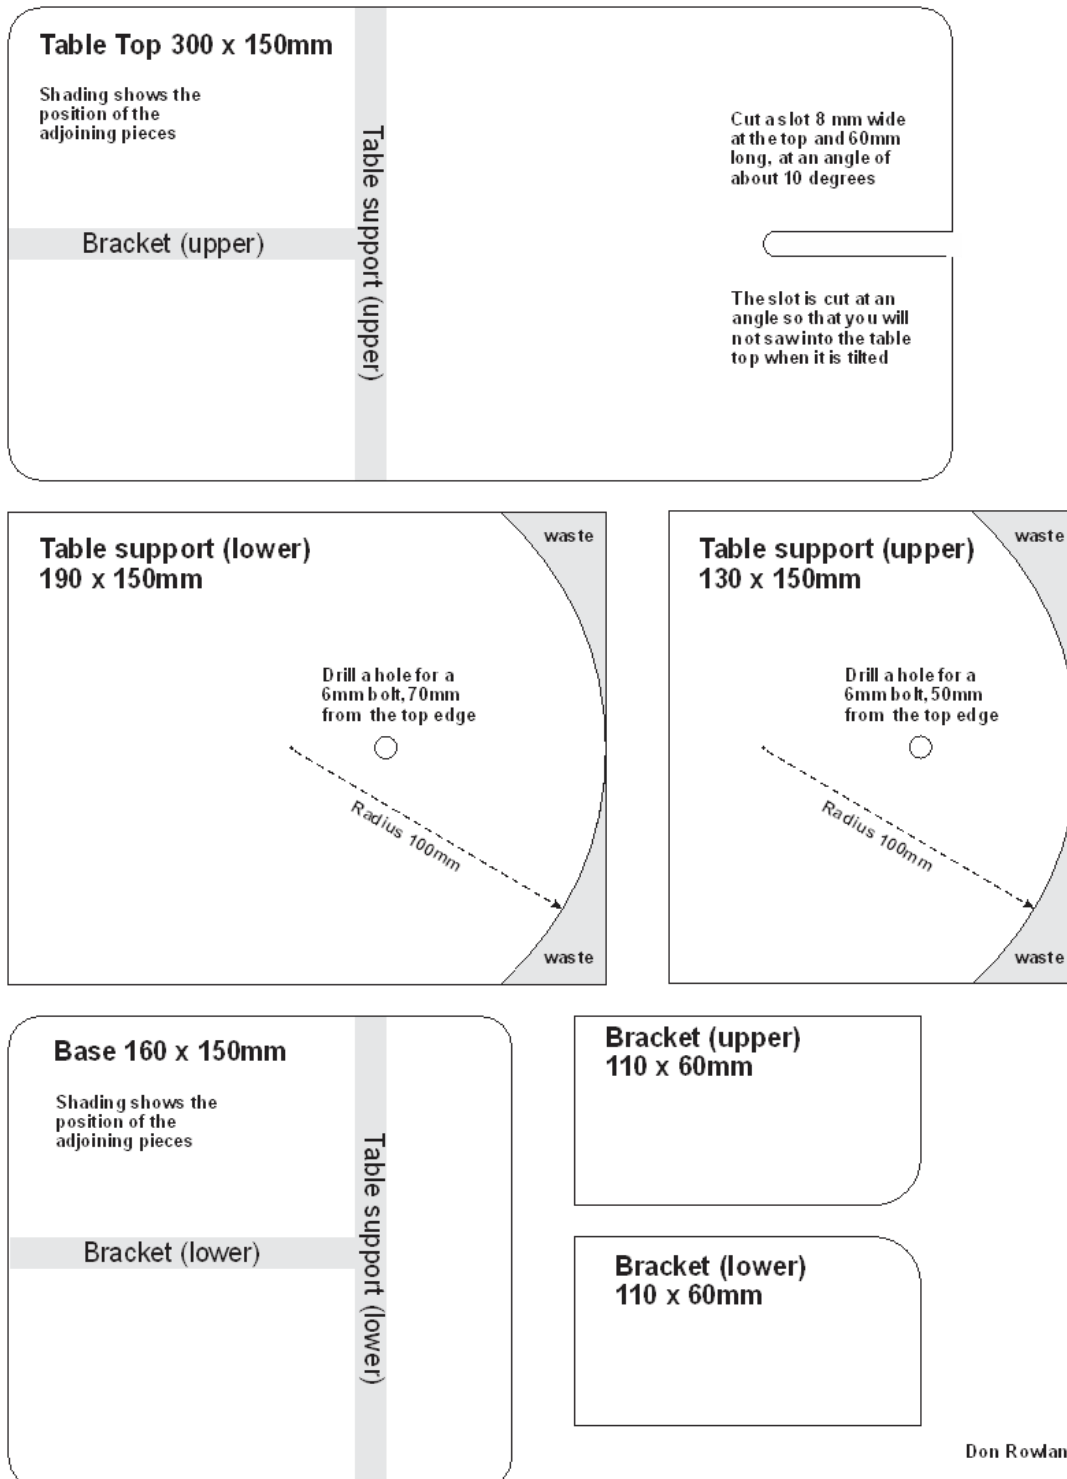 Table Top 300 x 150mm
Shading shows the
position of the
adjoining pieces
Table support (upper)
Bracket (upper)
Cut a slot 8 mm wide
at the top and 60mm
long, at an angle of
about 10 degrees
The slot is cut at an
angle so that you will
not saw into the table
top when it is tilted
Table support (lower)
190 x 150mm
waste
Drill a hole for a
6mm bolt, 70mm
from the top edge
Radius 100mm
waste
Table support (upper)
130 x 150mm
waste
Drill a hole for a
6mm bolt, 50mm
from the top edge
Radius 100mm
waste
Base 160 x 150mm
Shading shows the
position of the
adjoining pieces
Table support (lower)
Bracket (lower)
Bracket (upper)
110 x 60mm
Bracket (lower)
110 x 60mm
Don Rowlan